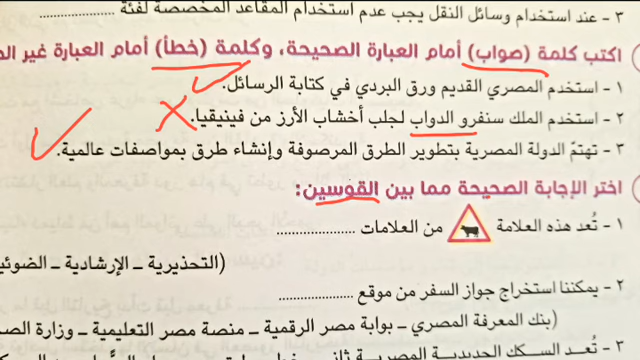 ٣ - عند استخدام وسائل النقل يجب عدم استخدام المقاعد المخصصة لفئة ..............
اكتب كلمة (صواب) أمام العبارة الصحيحة، وكلمة (خطأ) أمام العبارة غير
١ - استخدم المصري القديم ورق البردي في كتابة الرسائل.
٢ - استخدم الملك سنفرو الدواب لجلب أخشاب الأرز من فينيقيا.
٣ - تهتمّ الدولة المصرية بتطوير الطرق المرصوفة وإنشاء طرق بمواصفات عالمية.
اختر الإجابة الصحيحة مما بين القوسين:
١ - تُعد هذه العلامة من العلامات ..............
(التحذيرية - الإرشادية - الضوئية
٢ - يمكننا استخراج جواز السفر من موقع ..............
(بنك المعرفة المصري - بوابة مصر الرقمية - منصة مصر التعليمية - وزارة
٣ - تُعد السكك الحديدية المصرية ثاني